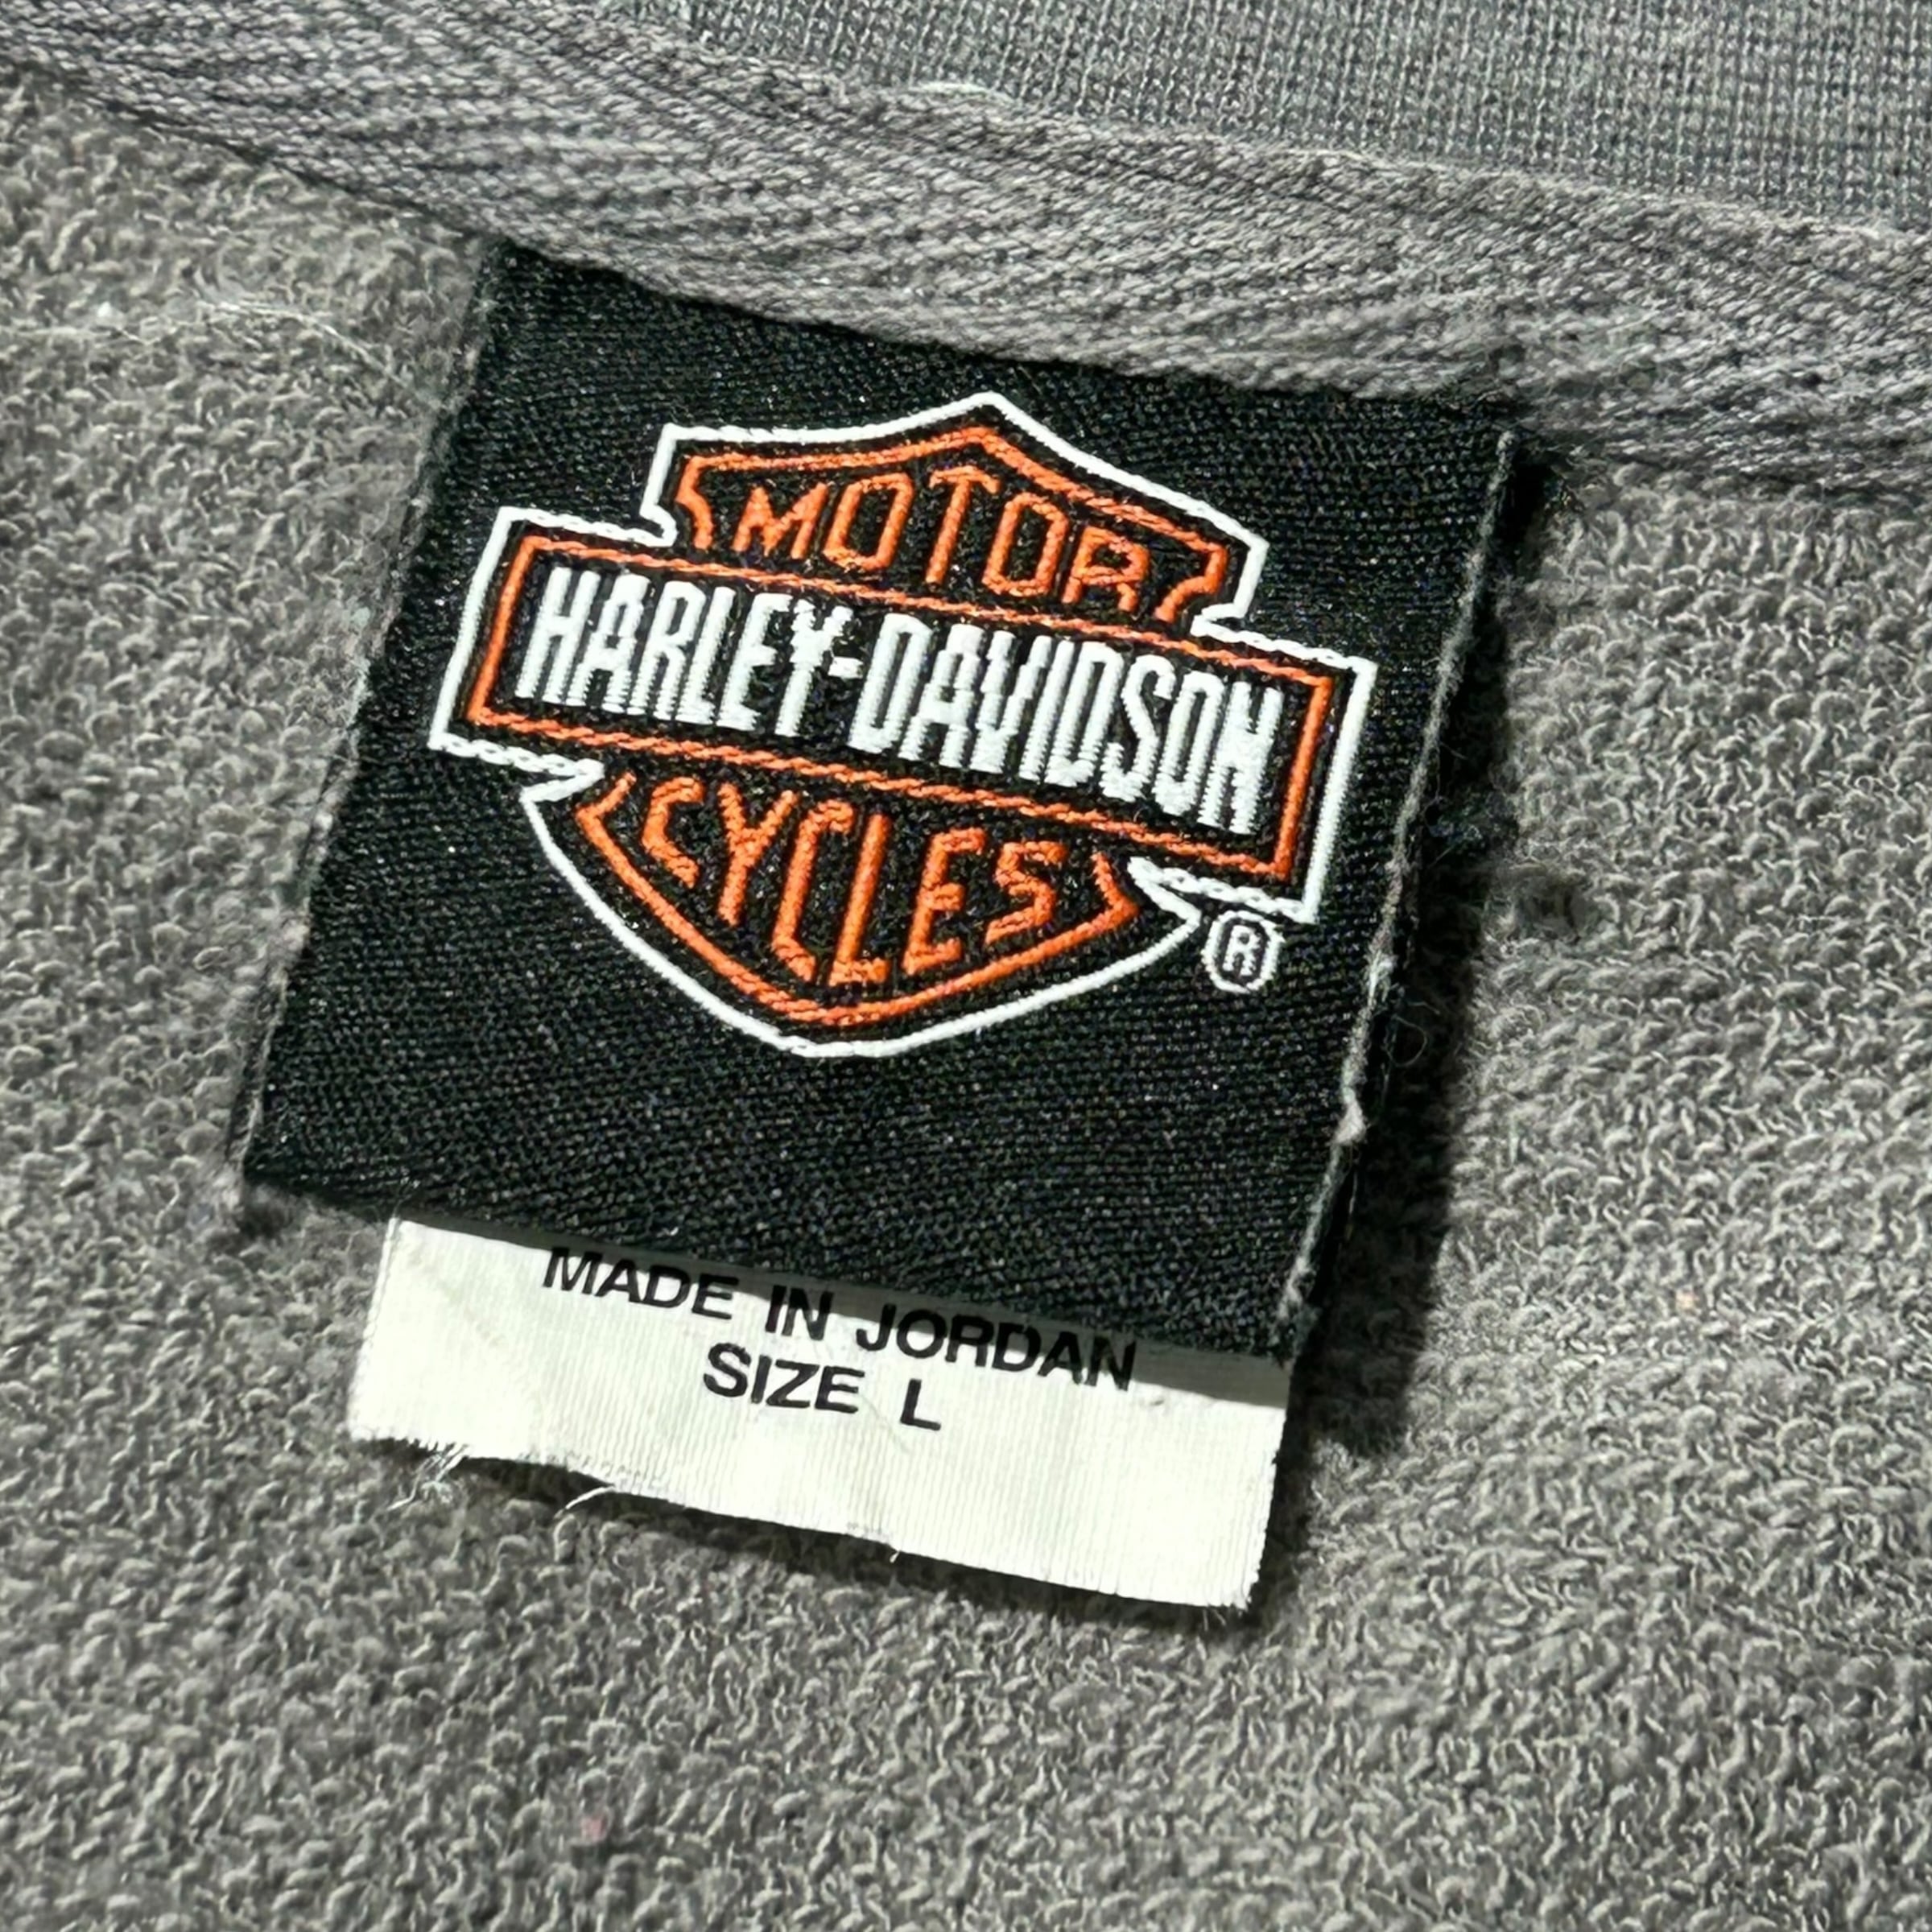 MOTOR
HARLEY-DAVIDSON
CYCLES
®
MADE IN JORDAN
SIZE L